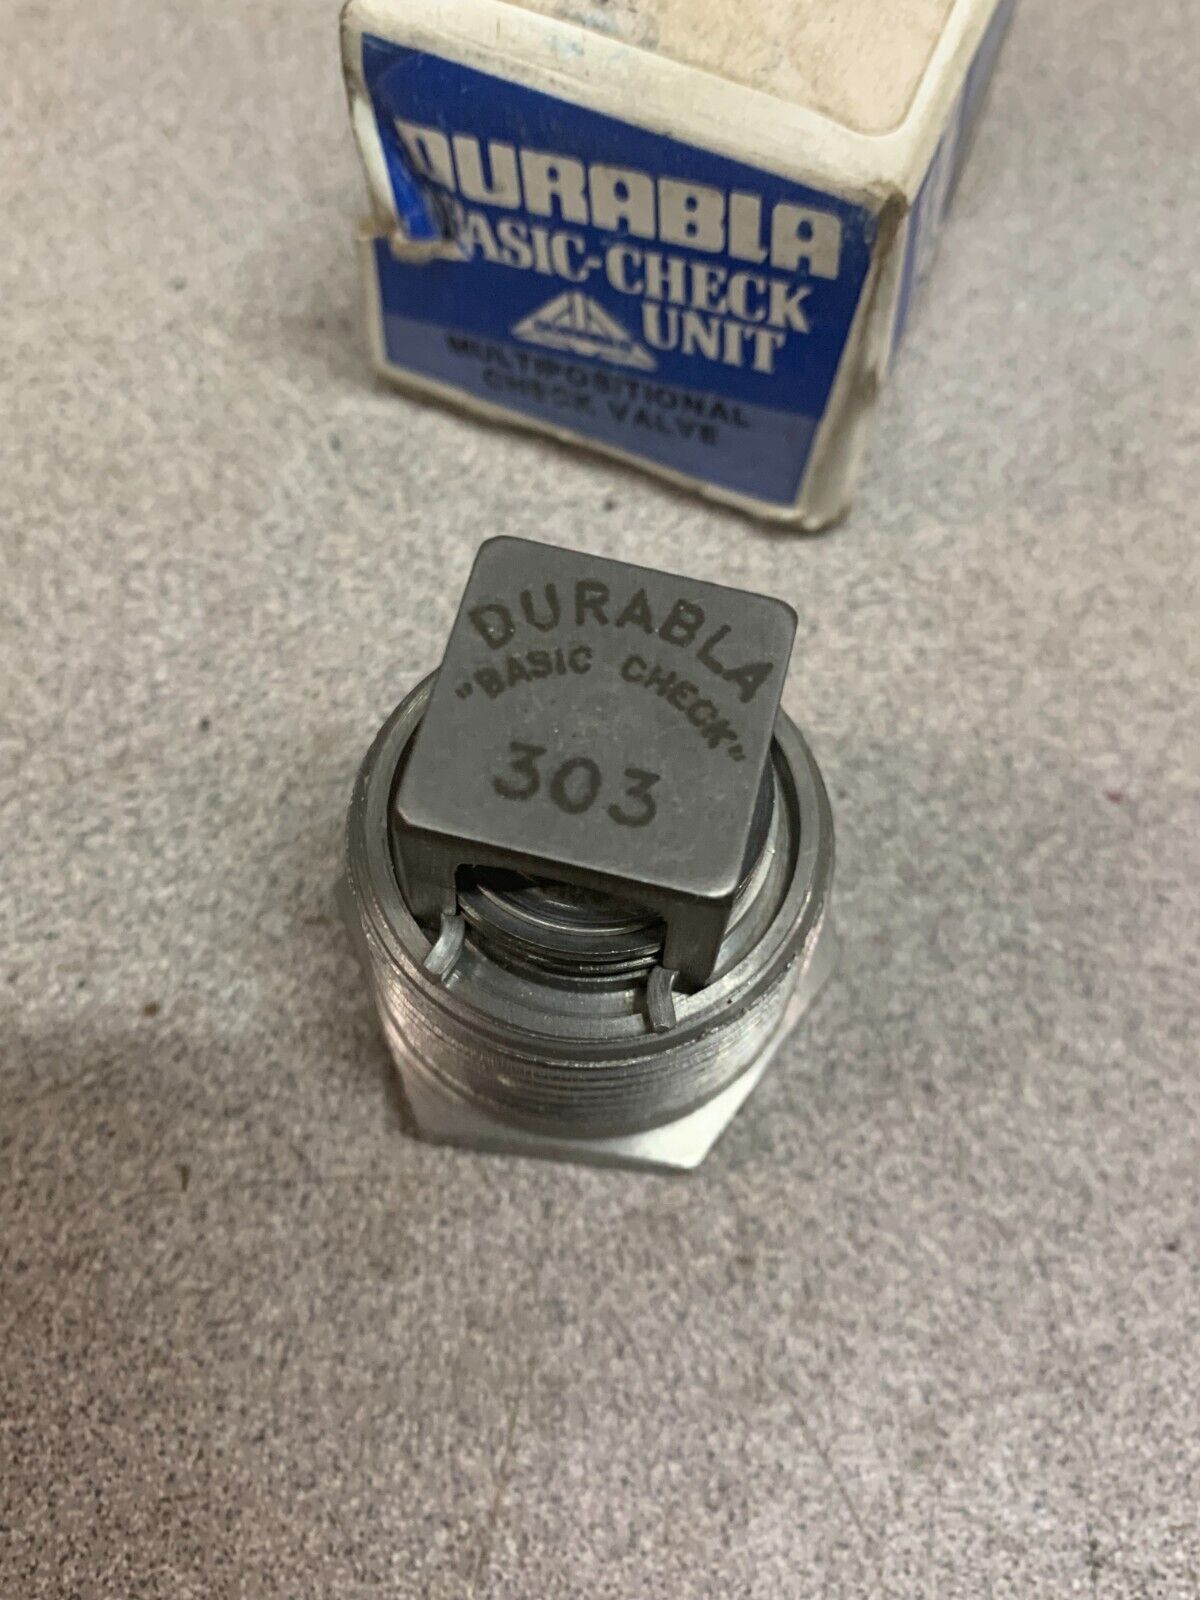 DURABLA
BASIC-CHECK
UNIT
MULTIPOSITIONAL
CHECK VALVE
DURABLA
"BASIC CHECK"
303